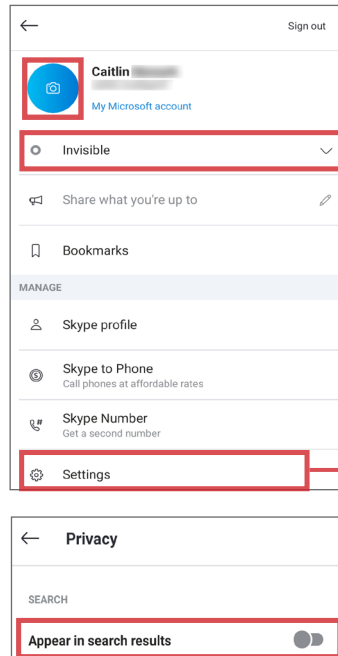 Sign out
Caitlin
My Microsoft account
Invisible
Share what you're up to
Bookmarks
MANAGE
Skype profile
Skype to Phone
Call phones at affordable rates
Skype Number
Get a second number
Settings
Privacy
SEARCH
Appear in search results